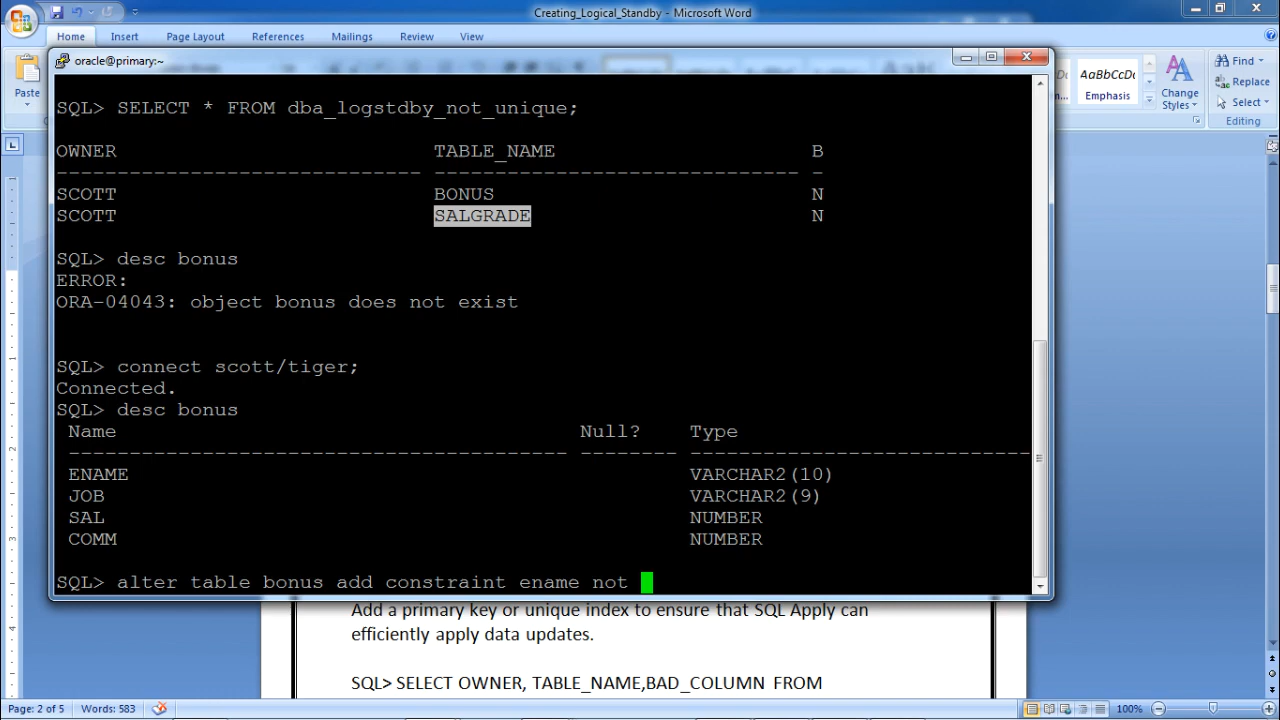 Creating_Logical_Standby - Microsoft Word
Home Insert Page Layout References Mailings Review View
oracle@primary:~
Paste
SQL> SELECT * FROM dba_logstdby_not_unique;
OWNER TABLE_NAME B
SCOTT BONUS N
SCOTT SALGRADE N
SQL> desc bonus
ERROR:
ORA-04043: object bonus does not exist
SQL> connect scott/tiger;
Connected.
SQL> desc bonus
Name Null? Type
ENAME VARCHAR2(10)
JOB VARCHAR2(9)
SAL NUMBER
COMM NUMBER
SQL> alter table bonus add constraint ename not
AaBbCcDc
Emphasis
Change
Styles
Find
Replace
Select
Editing
Add a primary key or unique index to ensure that SQL Apply can
efficiently apply data updates.
SQL> SELECT OWNER, TABLE_NAME,BAD_COLUMN FROM
Page: 2 of 5 Words: 583 100%